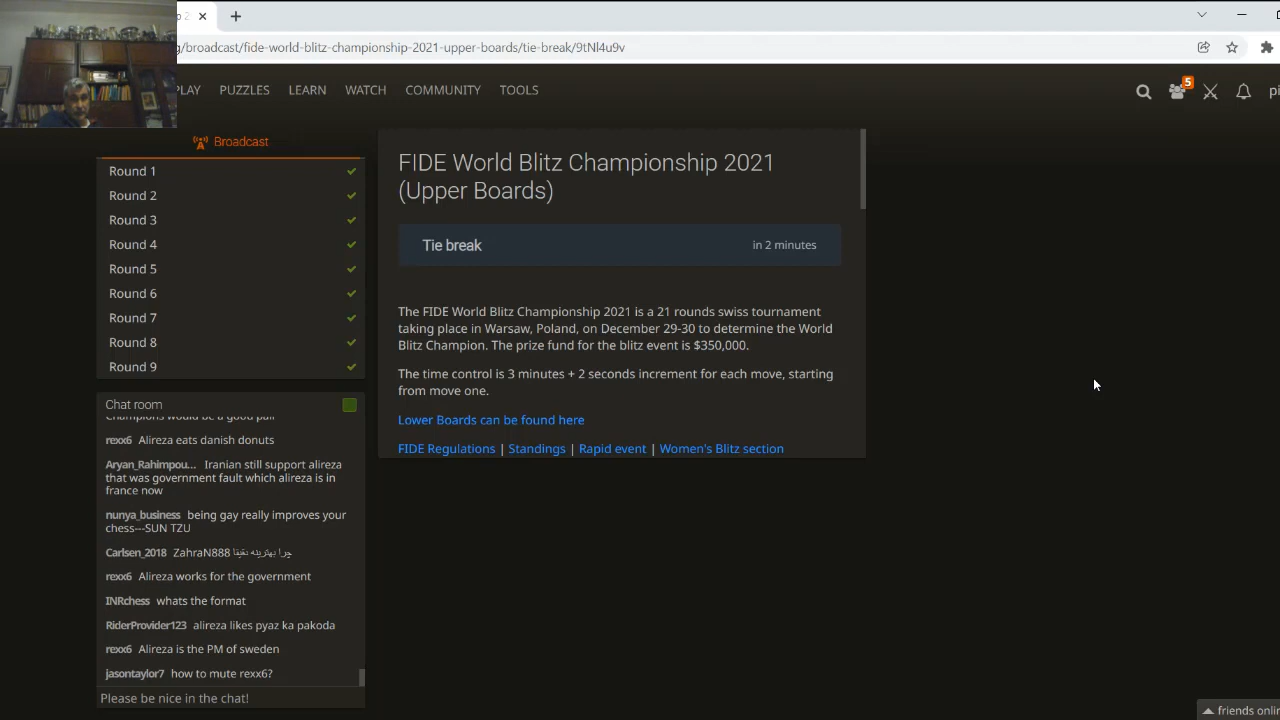 g/broadcast/fide-world-blitz-championship-2021-upper-boards/tie-break/9tNl4u9v
PLAY PUZZLES LEARN WATCH COMMUNITY TOOLS
5
Broadcast
Round 1
Round 2
Round 3
Round 4
Round 5
Round 6
Round 7
Round 8
Round 9
FIDE World Blitz Championship 2021
(Upper Boards)
Tie break in 2 minutes
The FIDE World Blitz Championship 2021 is a 21 rounds swiss tournament
taking place in Warsaw, Poland, on December 29-30 to determine the World
Blitz Champion. The prize fund for the blitz event is $350,000.
The time control is 3 minutes + 2 seconds increment for each move, starting
from move one.
Lower Boards can be found here
FIDE Regulations | Standings | Rapid event | Women's Blitz section
Chat room
Champions would be a good pair
rexx6 Alireza eats danish donuts
Aryan_Rahimpou... Iranian still support alireza
that was government fault which alireza is in
france now
nunya_business being gay really improves your
chess---SUN TZU
Carlsen_2018 ZahraN888 چرا بهترینه دقیقا
rexx6 Alireza works for the government
INRchess whats the format
RiderProvider123 alireza likes pyaz ka pakoda
rexx6 Alireza is the PM of sweden
jasontaylor7 how to mute rexx6?
Please be nice in the chat!
friends onlin